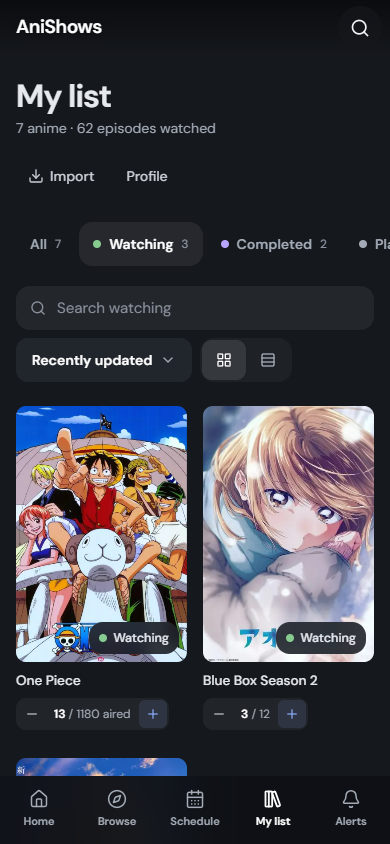 AniShows
My list
7 anime · 62 episodes watched
Import Profile
All 7 Watching 3 Completed 2
Search watching
Recently updated
Watching Watching
One Piece Blue Box Season 2
− 13 / 1180 aired + − 3 / 12 +
新
Home Browse Schedule My list Alerts